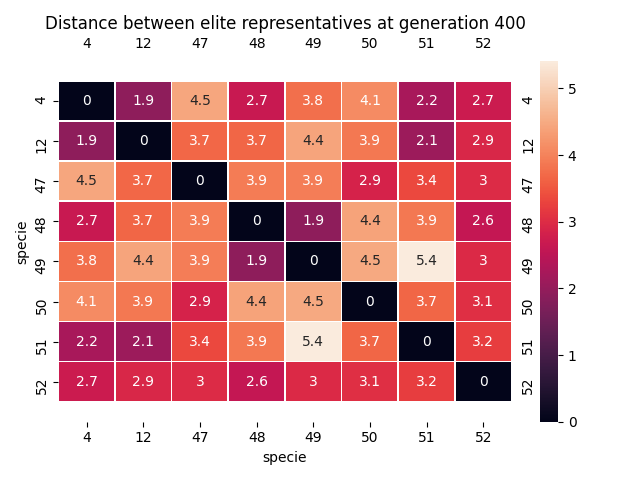 Distance between elite representatives at generation 400
4 12 47 48 49 50 51 52
4 0 1.9 4.5 2.7 3.8 4.1 2.2 2.7 4
12 1.9 0 3.7 3.7 4.4 3.9 2.1 2.9 12
47 4.5 3.7 0 3.9 3.9 2.9 3.4 3 47
48 2.7 3.7 3.9 0 1.9 4.4 3.9 2.6 48
49 3.8 4.4 3.9 1.9 0 4.5 5.4 3 49
50 4.1 3.9 2.9 4.4 4.5 0 3.7 3.1 50
51 2.2 2.1 3.4 3.9 5.4 3.7 0 3.2 51
52 2.7 2.9 3 2.6 3 3.1 3.2 0 52
4 12 47 48 49 50 51 52
specie
specie
5
4
3
2
1
0